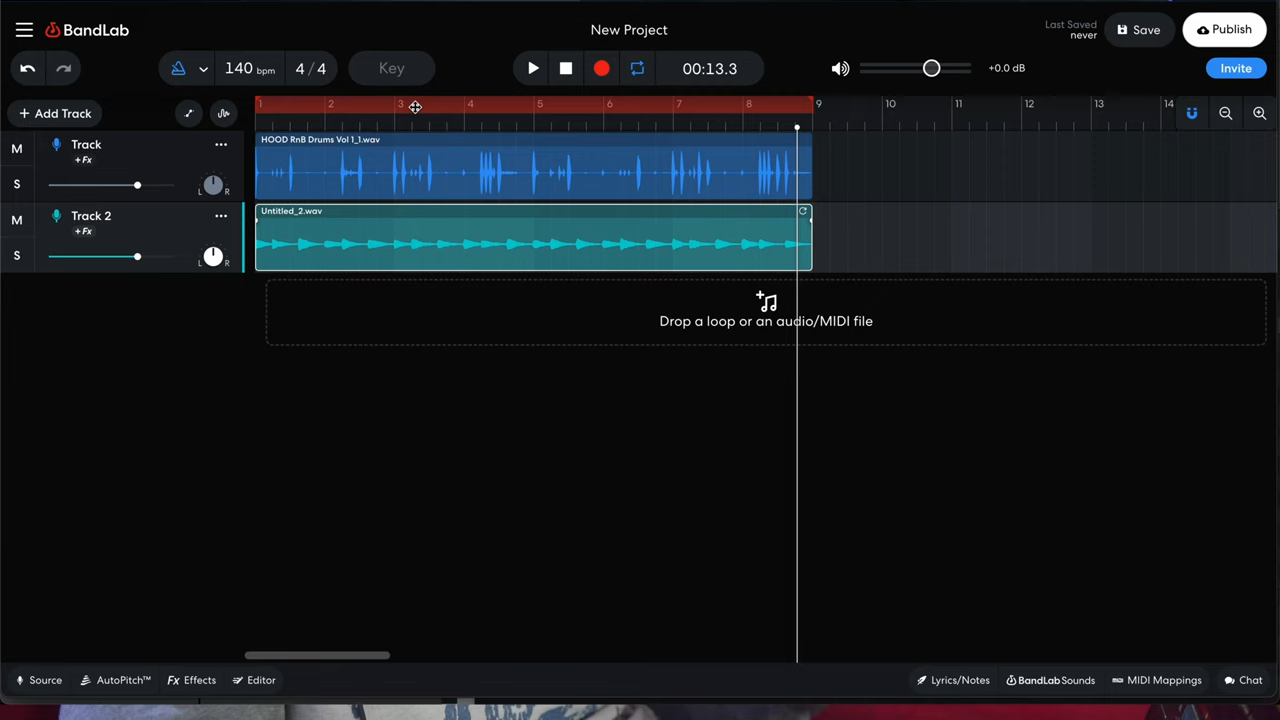 BandLab
New Project
Last Saved
never
Save
Publish
140 bpm
4/4
Key
00:13.3
+0.0 dB
Invite
+ Add Track
1 2 3 4 5 6 7 8 9 10 11 12 13 14
M
Track
+Fx
S
L R
HOOD RnB Drums Vol 1_1.wav
M
Track 2
+Fx
S
L R
Untitled_2.wav
Drop a loop or an audio/MIDI file
Source
AutoPitch™
Fx Effects
Editor
Lyrics/Notes
BandLab Sounds
MIDI Mappings
Chat